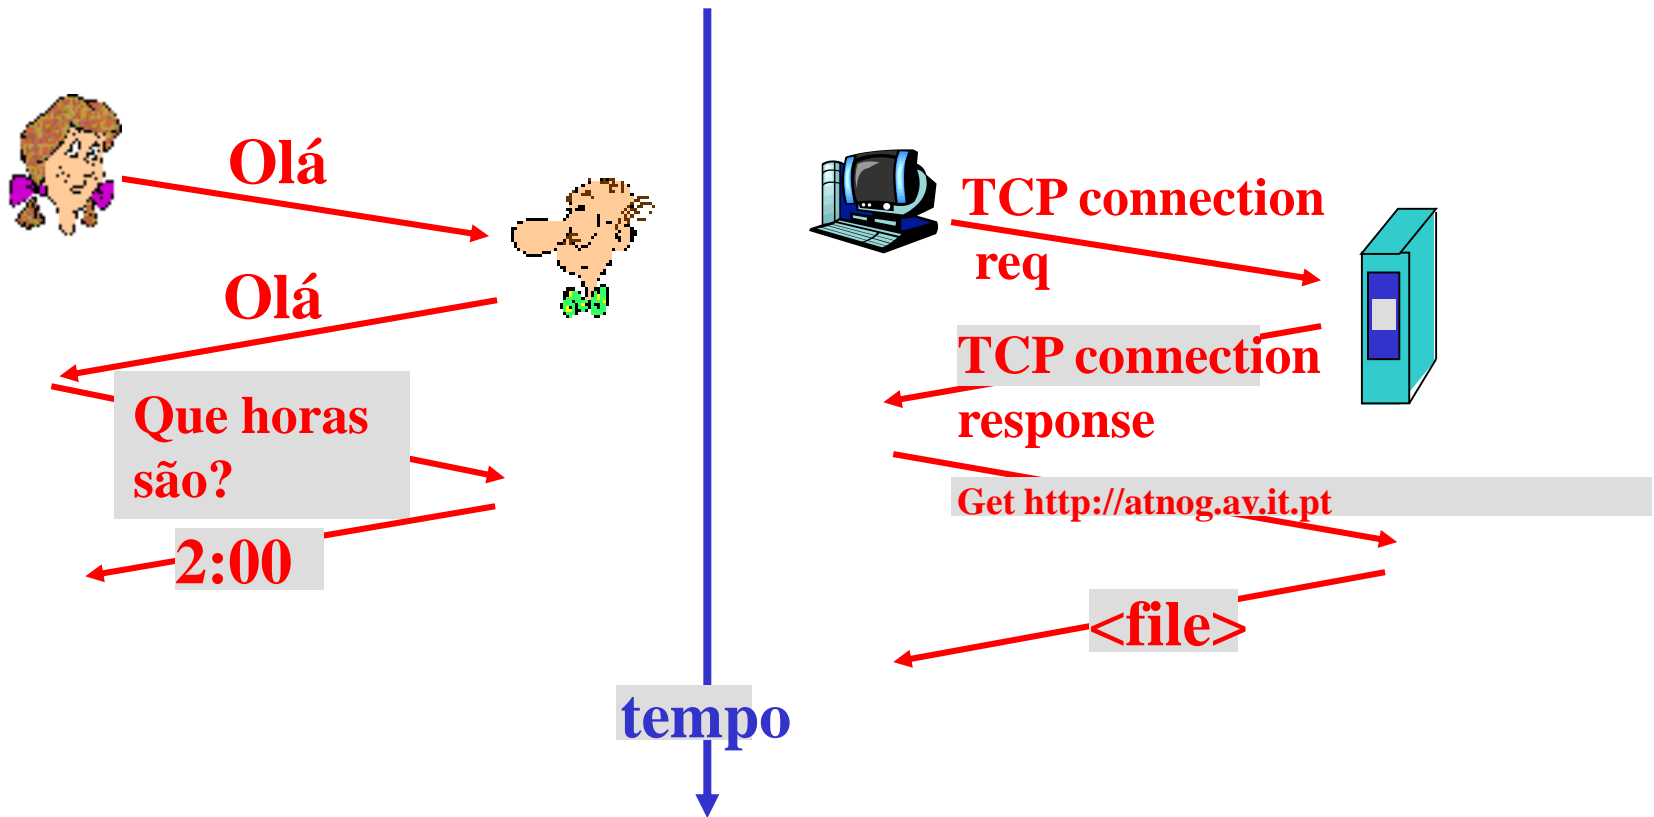 Olá
Olá
Que horas
são?
2:00
tempo
TCP connection
req
TCP connection
response
Get http://atnog.av.it.pt
<file>